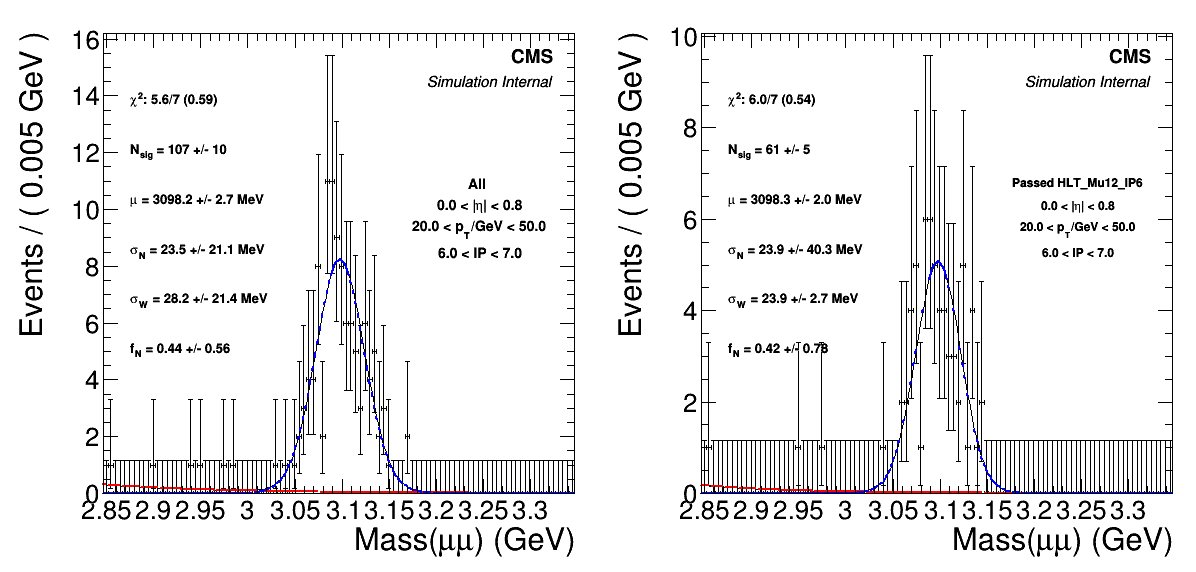 CMS
Simulation Internal
χ²: 5.6/7 (0.59)
N_sig = 107 +/- 10
μ = 3098.2 +/- 2.7 MeV
σ_N = 23.5 +/- 21.1 MeV
σ_W = 28.2 +/- 21.4 MeV
f_N = 0.44 +/- 0.56
All
0.0 < |η| < 0.8
20.0 < p_T/GeV < 50.0
6.0 < IP < 7.0
Events / ( 0.005 GeV )
16
14
12
10
8
6
4
2
0
2.85 2.9 2.95 3 3.05 3.1 3.15 3.2 3.25 3.3
Mass(μμ) (GeV)
CMS
Simulation Internal
χ²: 6.0/7 (0.54)
N_sig = 61 +/- 5
μ = 3098.3 +/- 2.0 MeV
σ_N = 23.9 +/- 40.3 MeV
σ_W = 23.9 +/- 2.7 MeV
f_N = 0.42 +/- 0.78
Passed HLT_Mu12_IP6
0.0 < |η| < 0.8
20.0 < p_T/GeV < 50.0
6.0 < IP < 7.0
Events / ( 0.005 GeV )
10
8
6
4
2
0
2.85 2.9 2.95 3 3.05 3.1 3.15 3.2 3.25 3.3
Mass(μμ) (GeV)